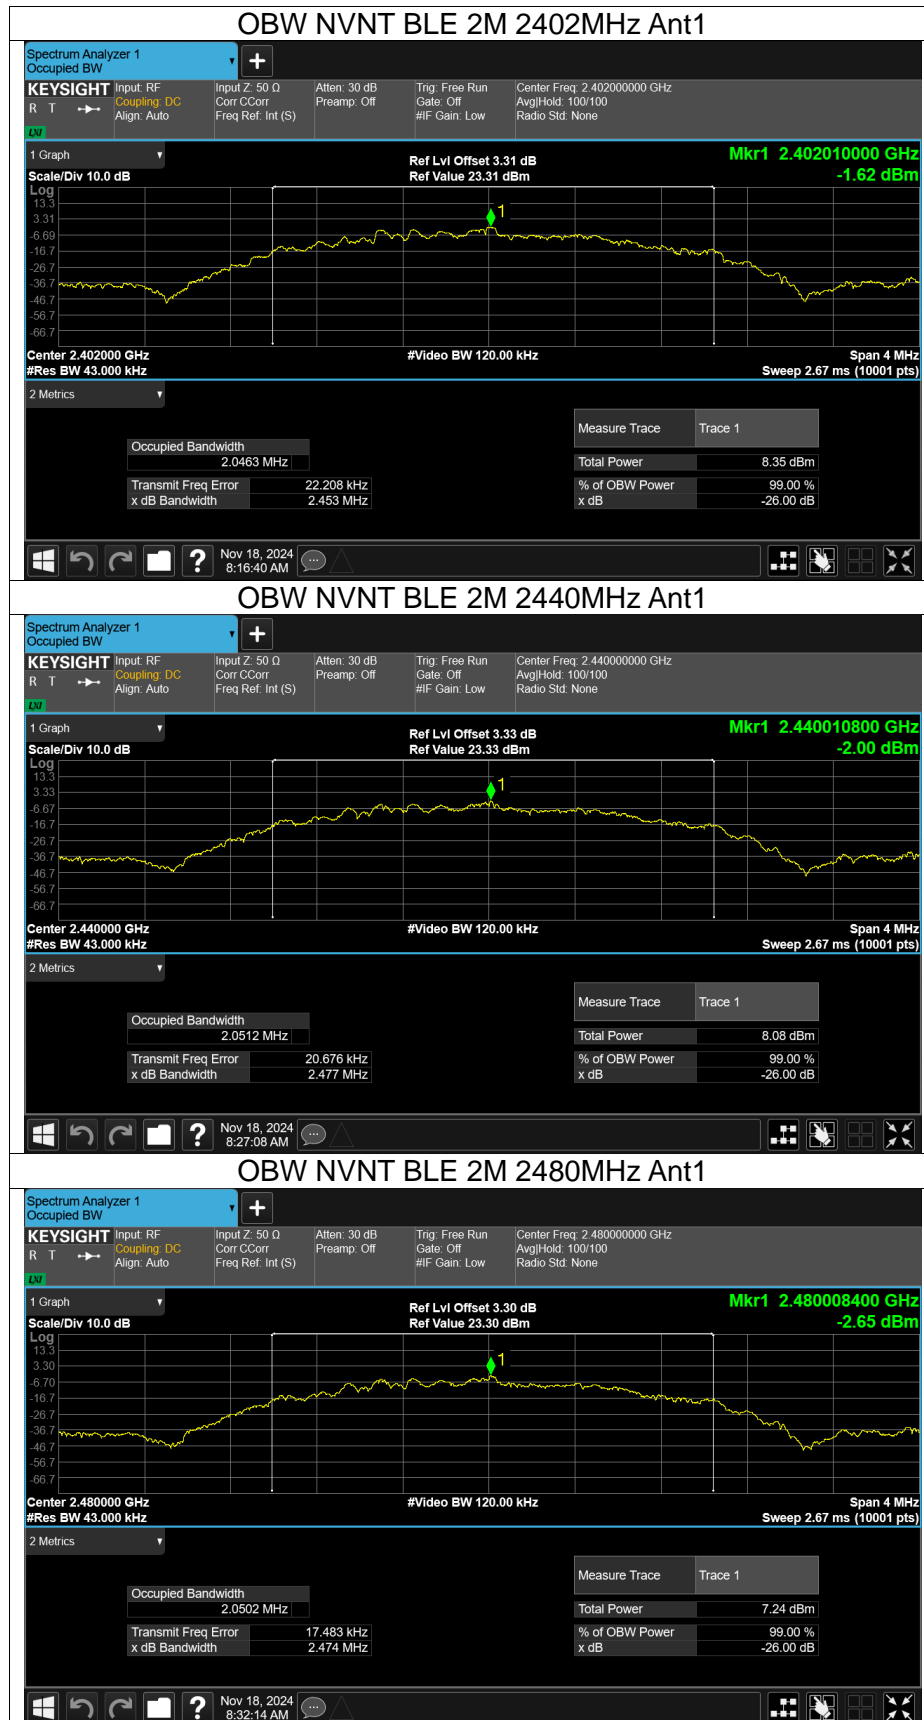 OBW NVNT BLE 2M 2402MHz Ant1
Spectrum Analyzer 1
Occupied BW
KEYSIGHT Input: RF Input Z: 50 Ω Atten: 30 dB Trig: Free Run Center Freq: 2.402000000 GHz
R T Coupling: DC Corr CCorr Preamp: Off Gate: Off Avg|Hold: 100/100
Align: Auto Freq Ref: Int (S) #IF Gain: Low Radio Std: None
LXI
1 Graph Ref Lvl Offset 3.31 dB Mkr1 2.402010000 GHz
Scale/Div 10.0 dB Ref Value 23.31 dBm -1.62 dBm
Log
1
13.3
3.31
-6.69
-16.7
-26.7
-36.7
-46.7
-56.7
-66.7
Center 2.402000 GHz #Video BW 120.00 kHz Span 4 MHz
#Res BW 43.000 kHz Sweep 2.67 ms (10001 pts)
2 Metrics
Measure Trace Trace 1
Occupied Bandwidth
2.0463 MHz Total Power 8.35 dBm
Transmit Freq Error 22.208 kHz % of OBW Power 99.00 %
x dB Bandwidth 2.453 MHz x dB -26.00 dB
? Nov 18, 2024
8:16:40 AM
OBW NVNT BLE 2M 2440MHz Ant1
Spectrum Analyzer 1
Occupied BW
KEYSIGHT Input: RF Input Z: 50 Ω Atten: 30 dB Trig: Free Run Center Freq: 2.440000000 GHz
R T Coupling: DC Corr CCorr Preamp: Off Gate: Off Avg|Hold: 100/100
Align: Auto Freq Ref: Int (S) #IF Gain: Low Radio Std: None
LXI
1 Graph Ref Lvl Offset 3.33 dB Mkr1 2.440010800 GHz
Scale/Div 10.0 dB Ref Value 23.33 dBm -2.00 dBm
Log
1
13.3
3.33
-6.67
-16.7
-26.7
-36.7
-46.7
-56.7
-66.7
Center 2.440000 GHz #Video BW 120.00 kHz Span 4 MHz
#Res BW 43.000 kHz Sweep 2.67 ms (10001 pts)
2 Metrics
Measure Trace Trace 1
Occupied Bandwidth
2.0512 MHz Total Power 8.08 dBm
Transmit Freq Error 20.676 kHz % of OBW Power 99.00 %
x dB Bandwidth 2.477 MHz x dB -26.00 dB
? Nov 18, 2024
8:27:08 AM
OBW NVNT BLE 2M 2480MHz Ant1
Spectrum Analyzer 1
Occupied BW
KEYSIGHT Input: RF Input Z: 50 Ω Atten: 30 dB Trig: Free Run Center Freq: 2.480000000 GHz
R T Coupling: DC Corr CCorr Preamp: Off Gate: Off Avg|Hold: 100/100
Align: Auto Freq Ref: Int (S) #IF Gain: Low Radio Std: None
LXI
1 Graph Ref Lvl Offset 3.30 dB Mkr1 2.480008400 GHz
Scale/Div 10.0 dB Ref Value 23.30 dBm -2.65 dBm
Log
1
13.3
3.30
-6.70
-16.7
-26.7
-36.7
-46.7
-56.7
-66.7
Center 2.480000 GHz #Video BW 120.00 kHz Span 4 MHz
#Res BW 43.000 kHz Sweep 2.67 ms (10001 pts)
2 Metrics
Measure Trace Trace 1
Occupied Bandwidth
2.0502 MHz Total Power 7.24 dBm
Transmit Freq Error 17.483 kHz % of OBW Power 99.00 %
x dB Bandwidth 2.474 MHz x dB -26.00 dB
? Nov 18, 2024
8:32:14 AM